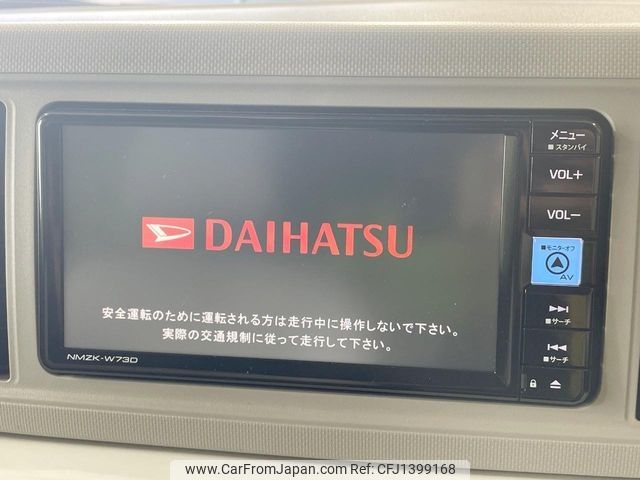 メニュー
■スタンバイ
VOL+
VOL-
■モニターオフ
AV
DAIHATSU
■サーチ
安全運転のために運転される方は走行中に操作しないで下さい。
実際の交通規制に従って走行して下さい。
■サーチ
NMZK-W73D
www.CarFromJapan.com CFJ1399168